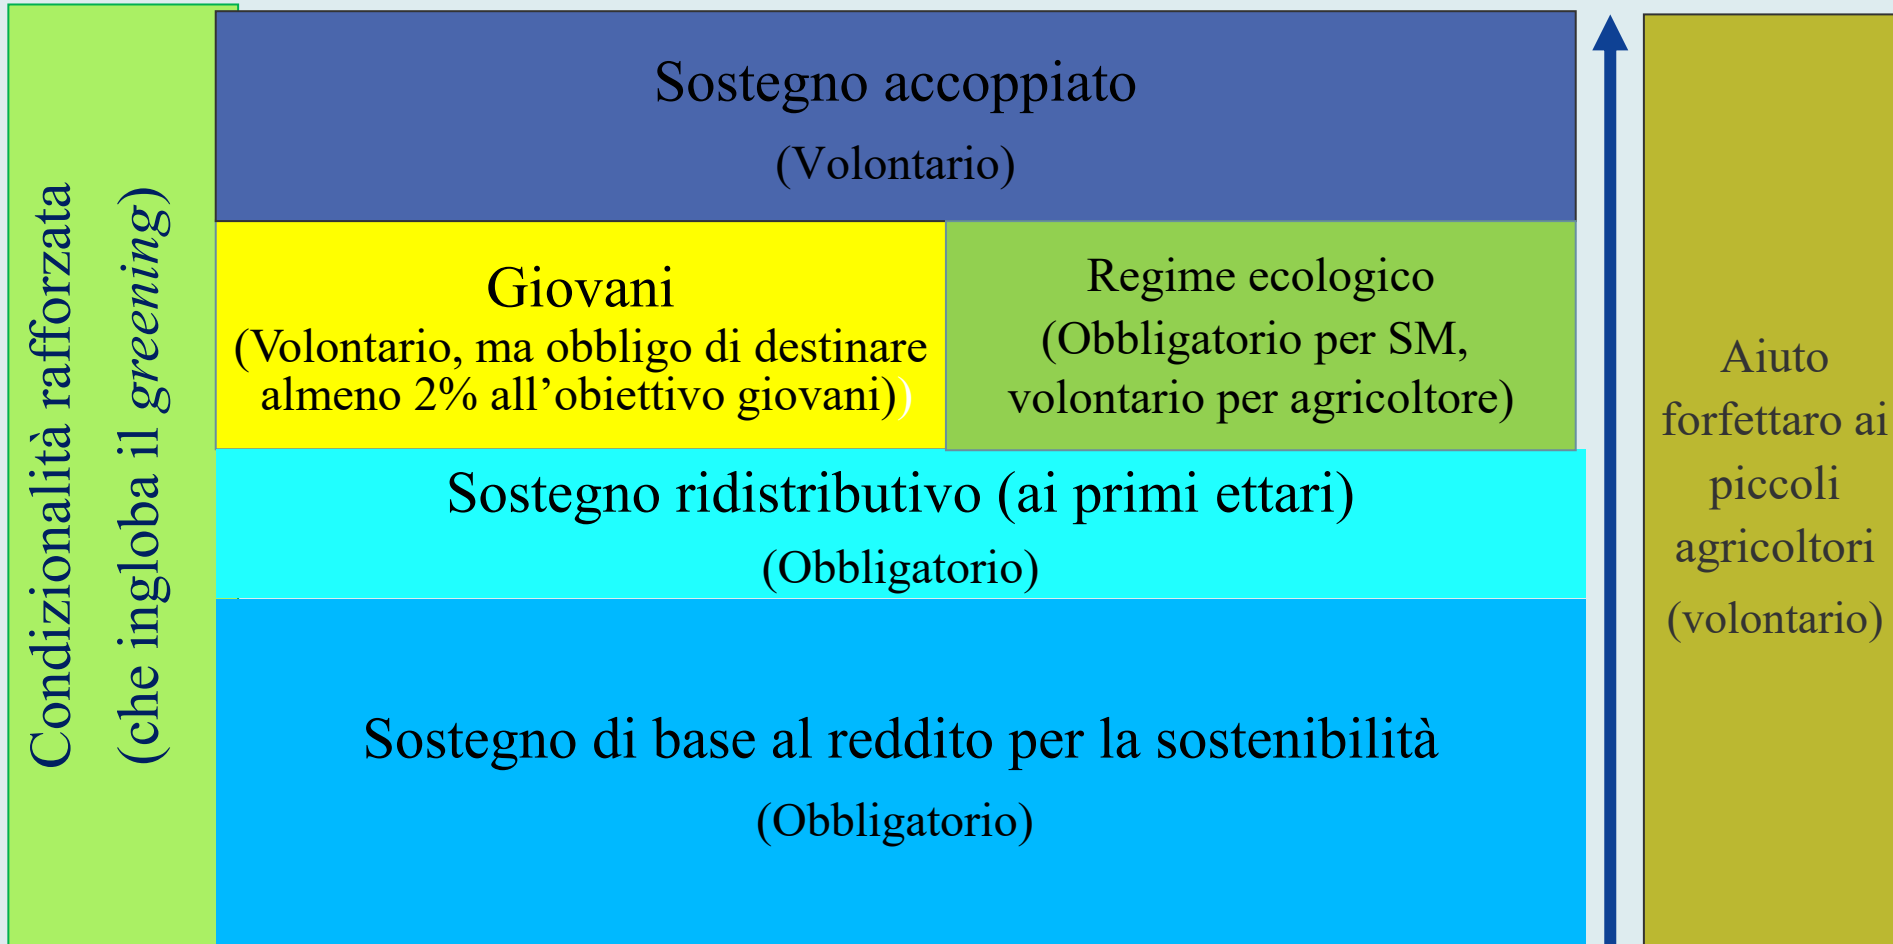 Condizionalità rafforzata
(che ingloba il greening)
Sostegno accoppiato
(Volontario)
Giovani
(Volontario, ma obbligo di destinare
almeno 2% all’obiettivo giovani))
Regime ecologico
(Obbligatorio per SM,
volontario per agricoltore)
Sostegno ridistributivo (ai primi ettari)
(Obbligatorio)
Sostegno di base al reddito per la sostenibilità
(Obbligatorio)
Aiuto
forfettaro ai
piccoli
agricoltori
(volontario)